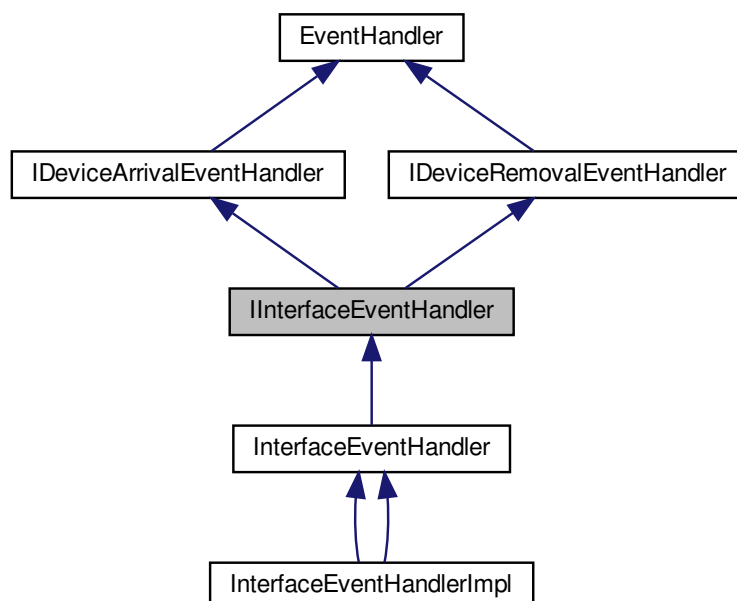 EventHandler
IDeviceArrivalEventHandler
IDeviceRemovalEventHandler
IInterfaceEventHandler
InterfaceEventHandler
InterfaceEventHandlerImpl